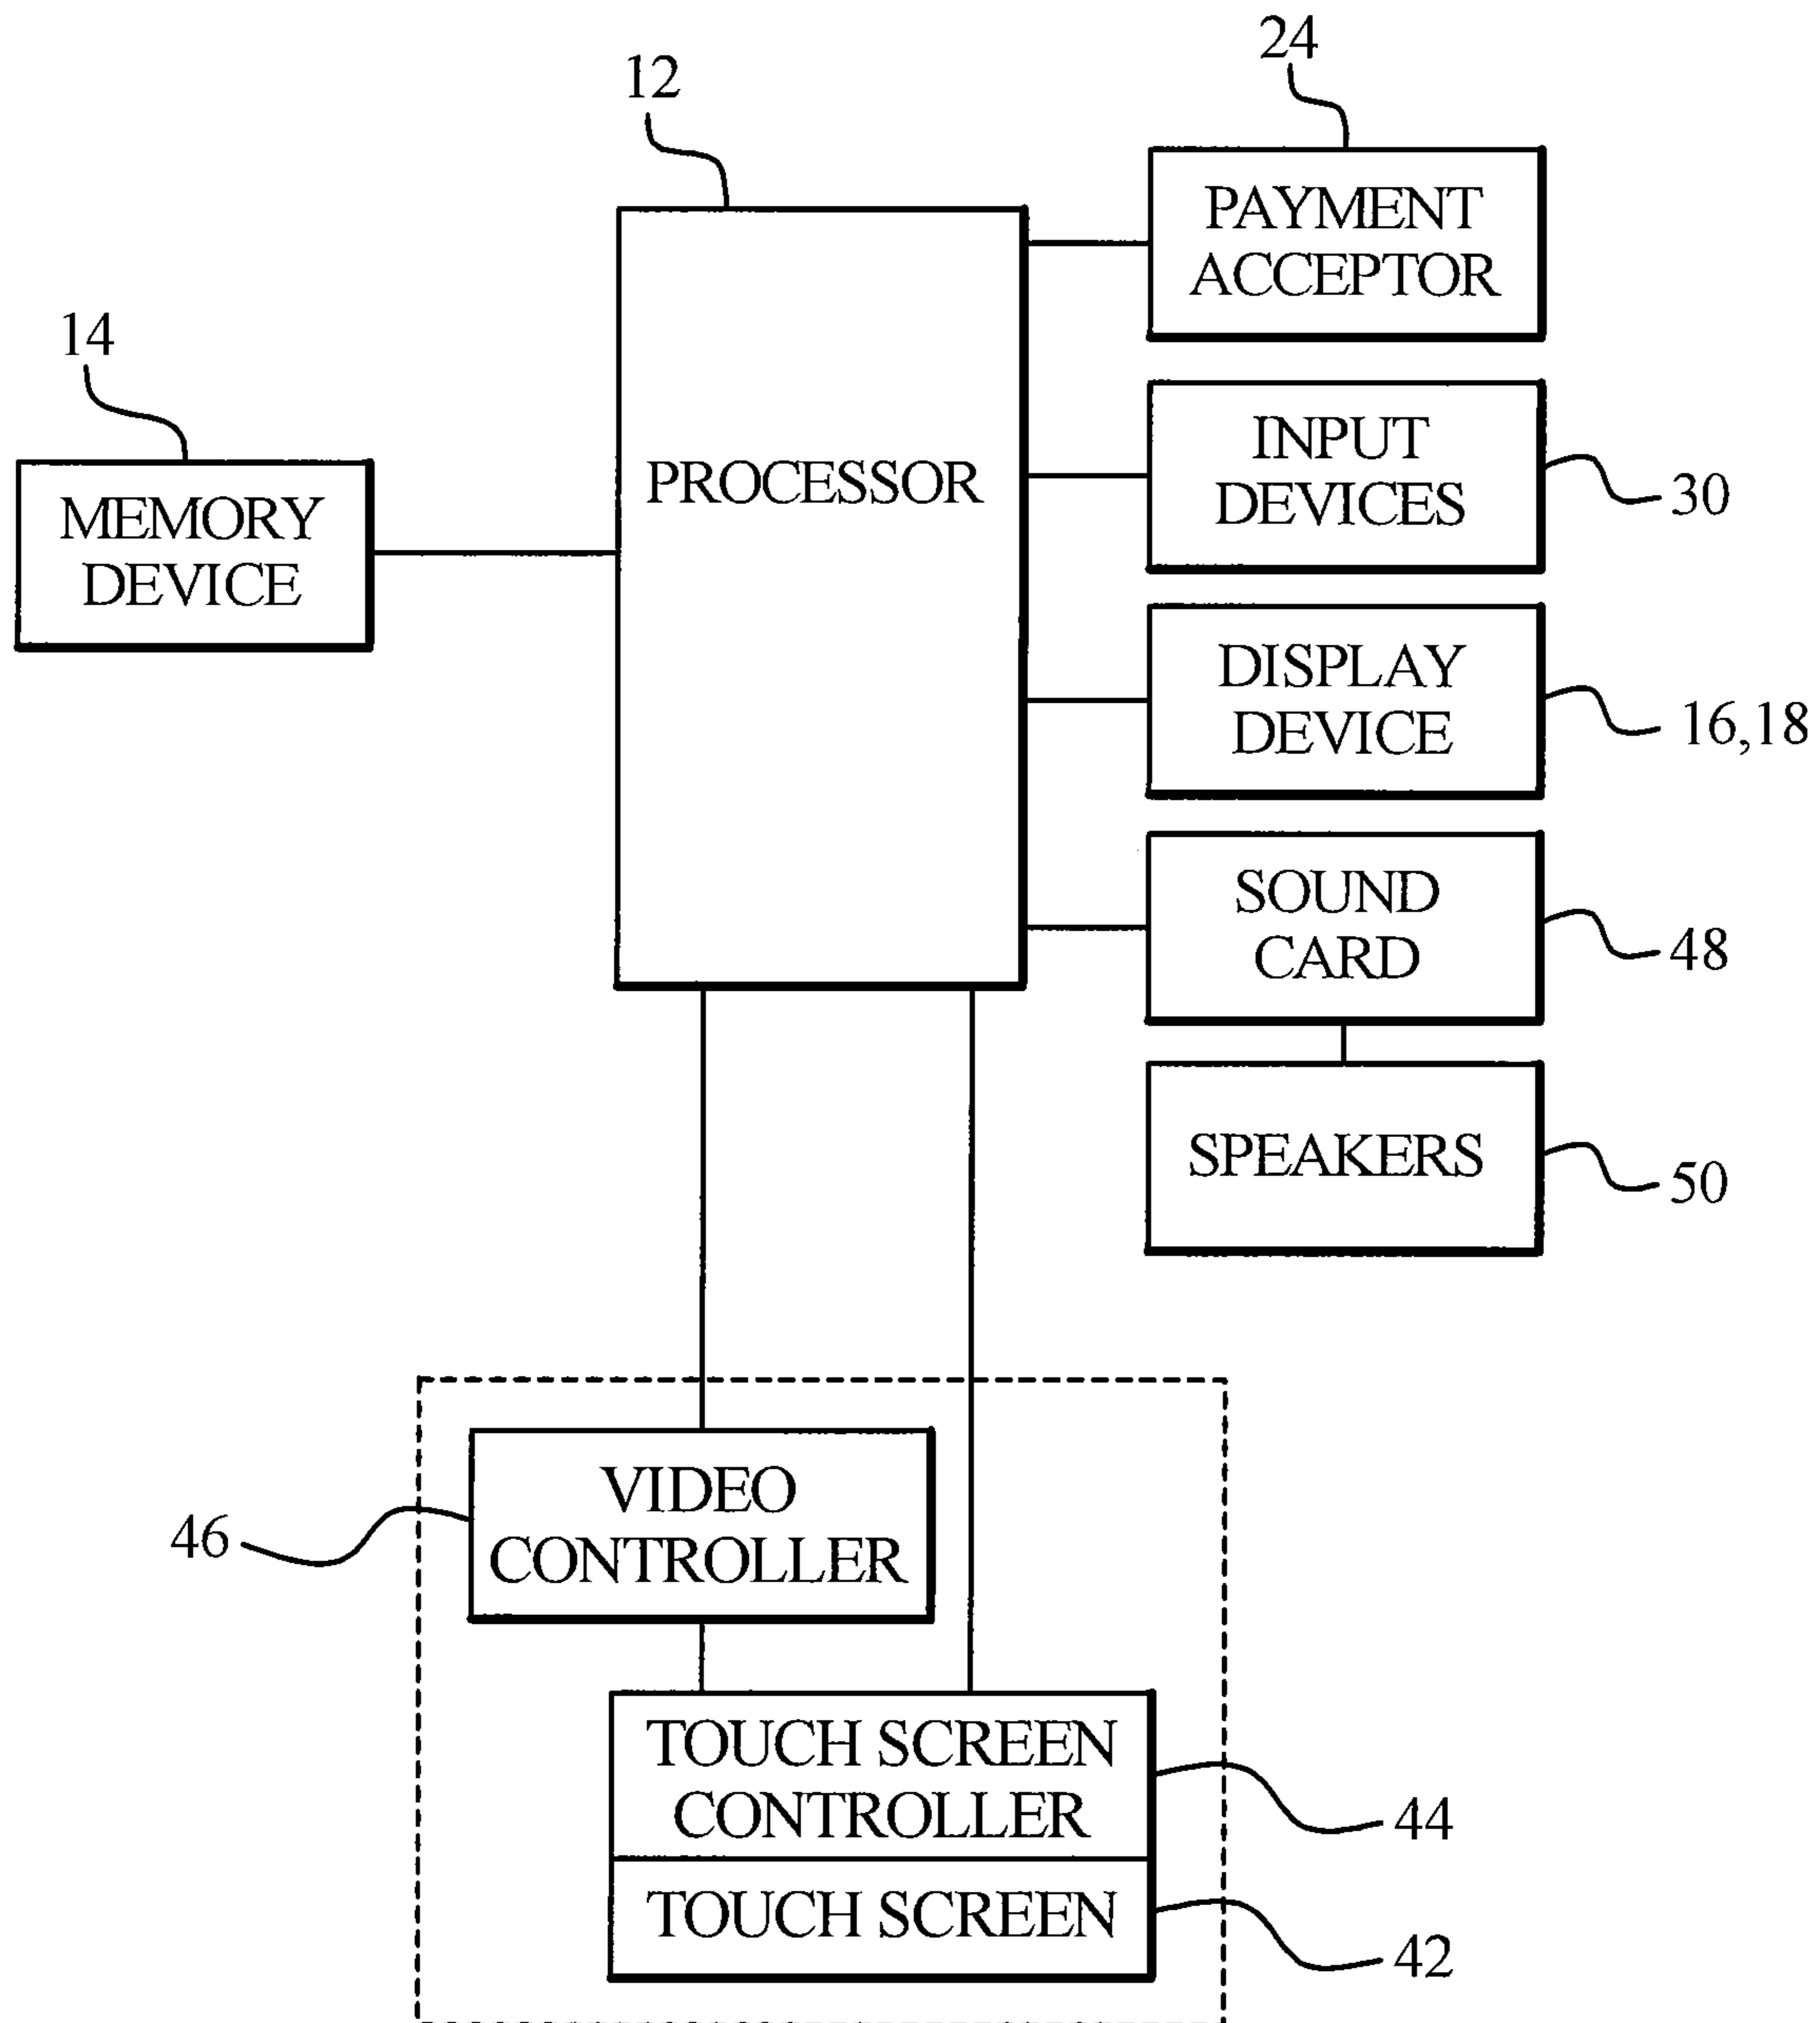 24
12
PAYMENT
ACCEPTOR
14
INPUT
DEVICES
30
PROCESSOR
MEMORY
DEVICE
DISPLAY
DEVICE
16,18
SOUND
CARD
48
SPEAKERS
50
VIDEO
CONTROLLER
46
TOUCH SCREEN
CONTROLLER
44
TOUCH SCREEN
42